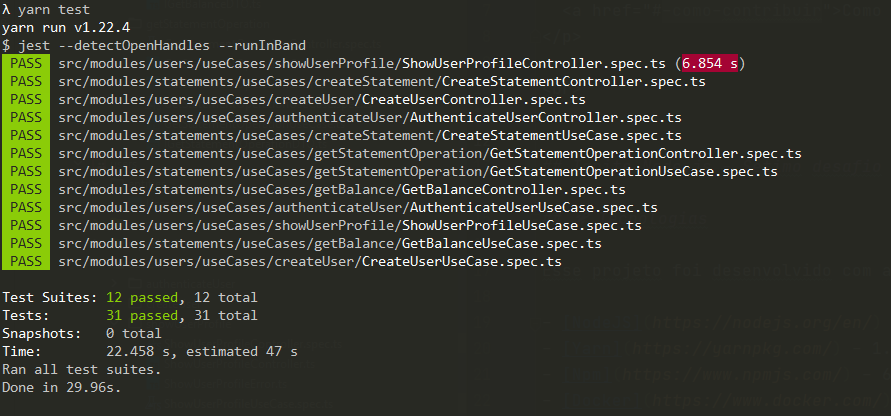 λ yarn test
yarn run v1.22.4
$ jest --detectOpenHandles --runInBand
PASS src/modules/users/useCases/showUserProfile/ShowUserProfileController.spec.ts (6.854 s)
PASS src/modules/statements/useCases/createStatement/CreateStatementController.spec.ts
PASS src/modules/users/useCases/createUser/CreateUserController.spec.ts
PASS src/modules/users/useCases/authenticateUser/AuthenticateUserController.spec.ts
PASS src/modules/statements/useCases/createStatement/CreateStatementUseCase.spec.ts
PASS src/modules/statements/useCases/getStatementOperation/GetStatementOperationController.spec.ts
PASS src/modules/statements/useCases/getStatementOperation/GetStatementOperationUseCase.spec.ts
PASS src/modules/statements/useCases/getBalance/GetBalanceController.spec.ts
PASS src/modules/users/useCases/authenticateUser/AuthenticateUserUseCase.spec.ts
PASS src/modules/users/useCases/showUserProfile/ShowUserProfileUseCase.spec.ts
PASS src/modules/statements/useCases/getBalance/GetBalanceUseCase.spec.ts
PASS src/modules/users/useCases/createUser/CreateUserUseCase.spec.ts
Test Suites: 12 passed, 12 total
Tests: 31 passed, 31 total
Snapshots: 0 total
Time: 22.458 s, estimated 47 s
Ran all test suites.
Done in 29.96s.